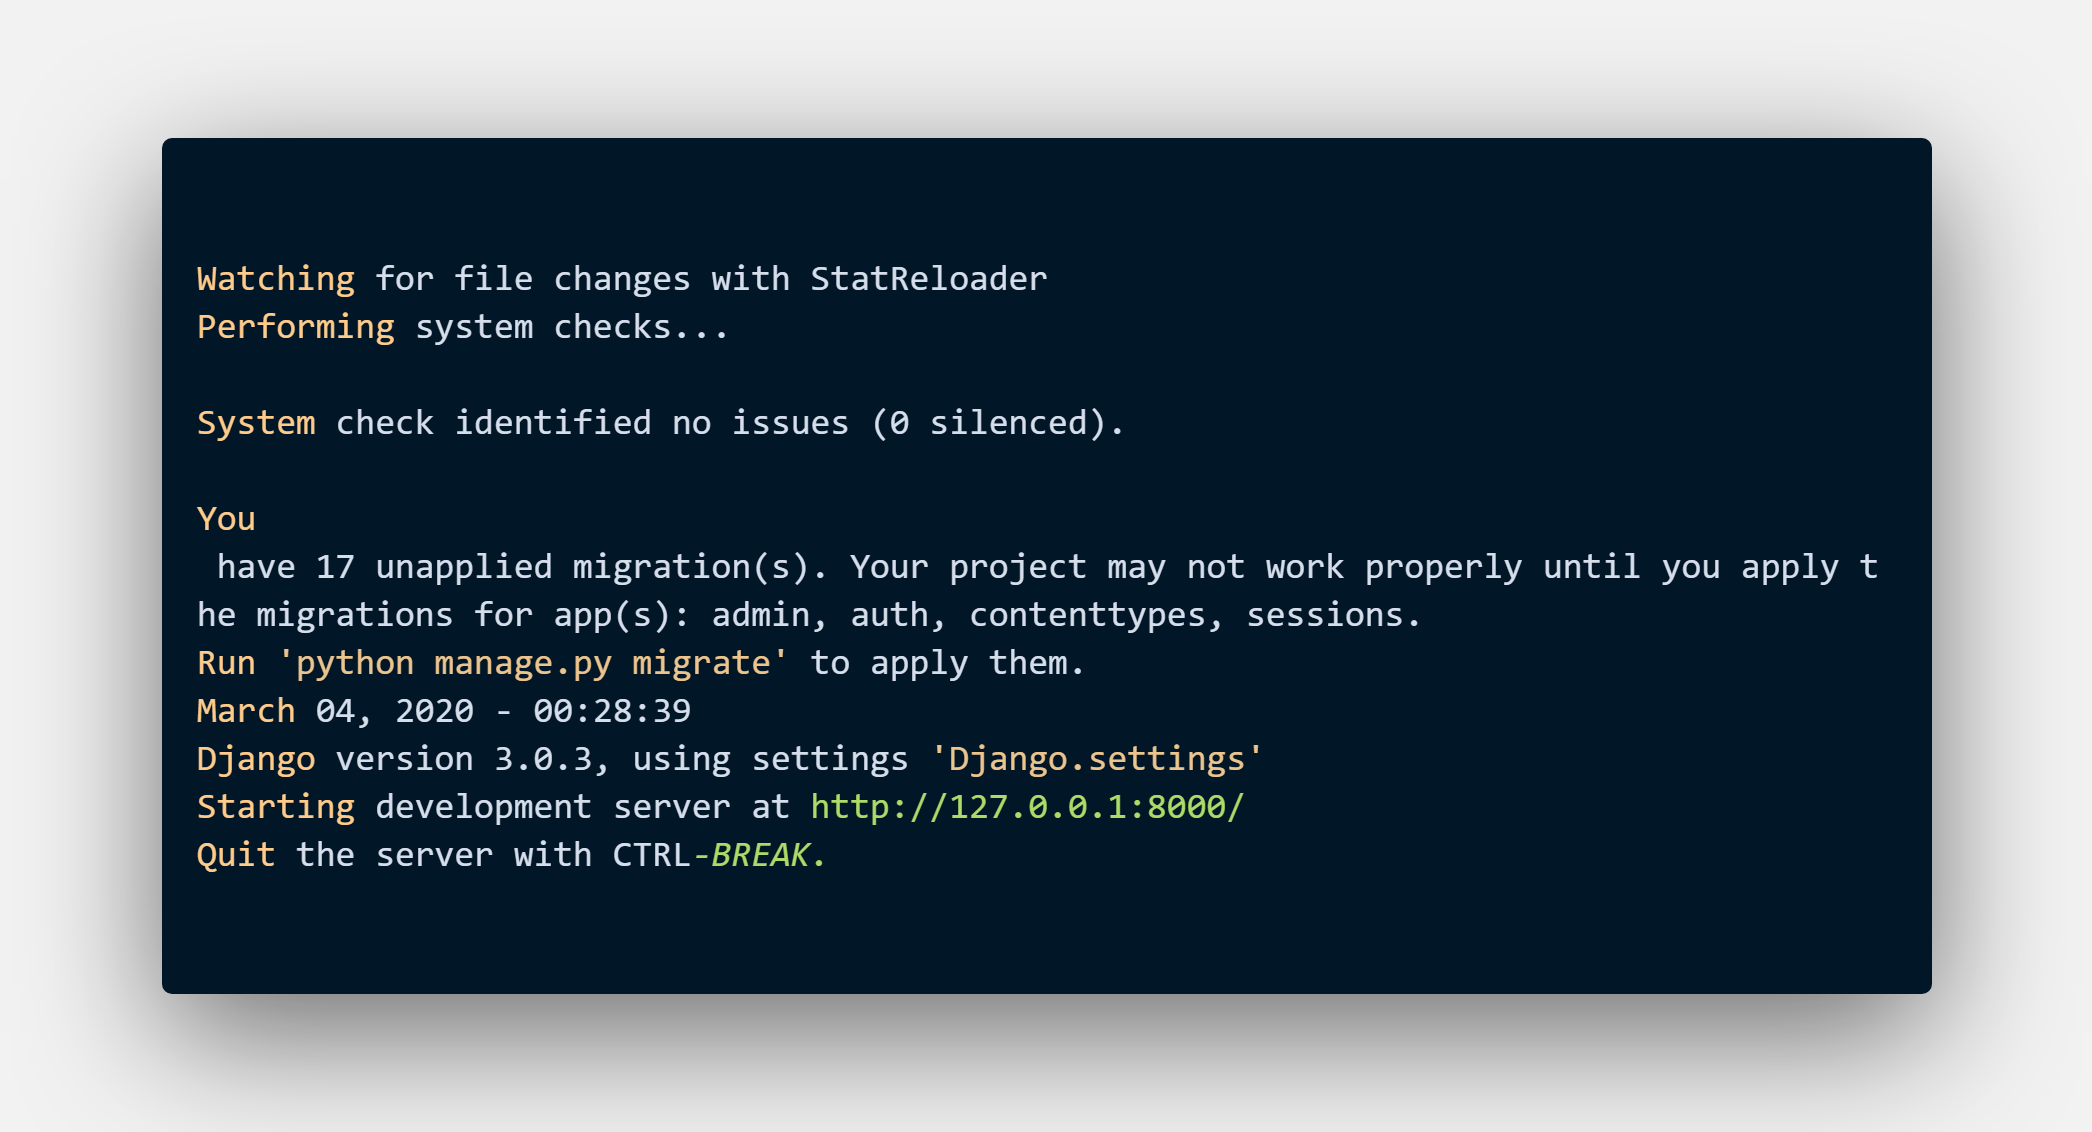 Watching for file changes with StatReloader
Performing system checks...
System check identified no issues (0 silenced).
You
have 17 unapplied migration(s). Your project may not work properly until you apply t
he migrations for app(s): admin, auth, contenttypes, sessions.
Run 'python manage.py migrate' to apply them.
March 04, 2020 - 00:28:39
Django version 3.0.3, using settings 'Django.settings'
Starting development server at http://127.0.0.1:8000/
Quit the server with CTRL-BREAK.